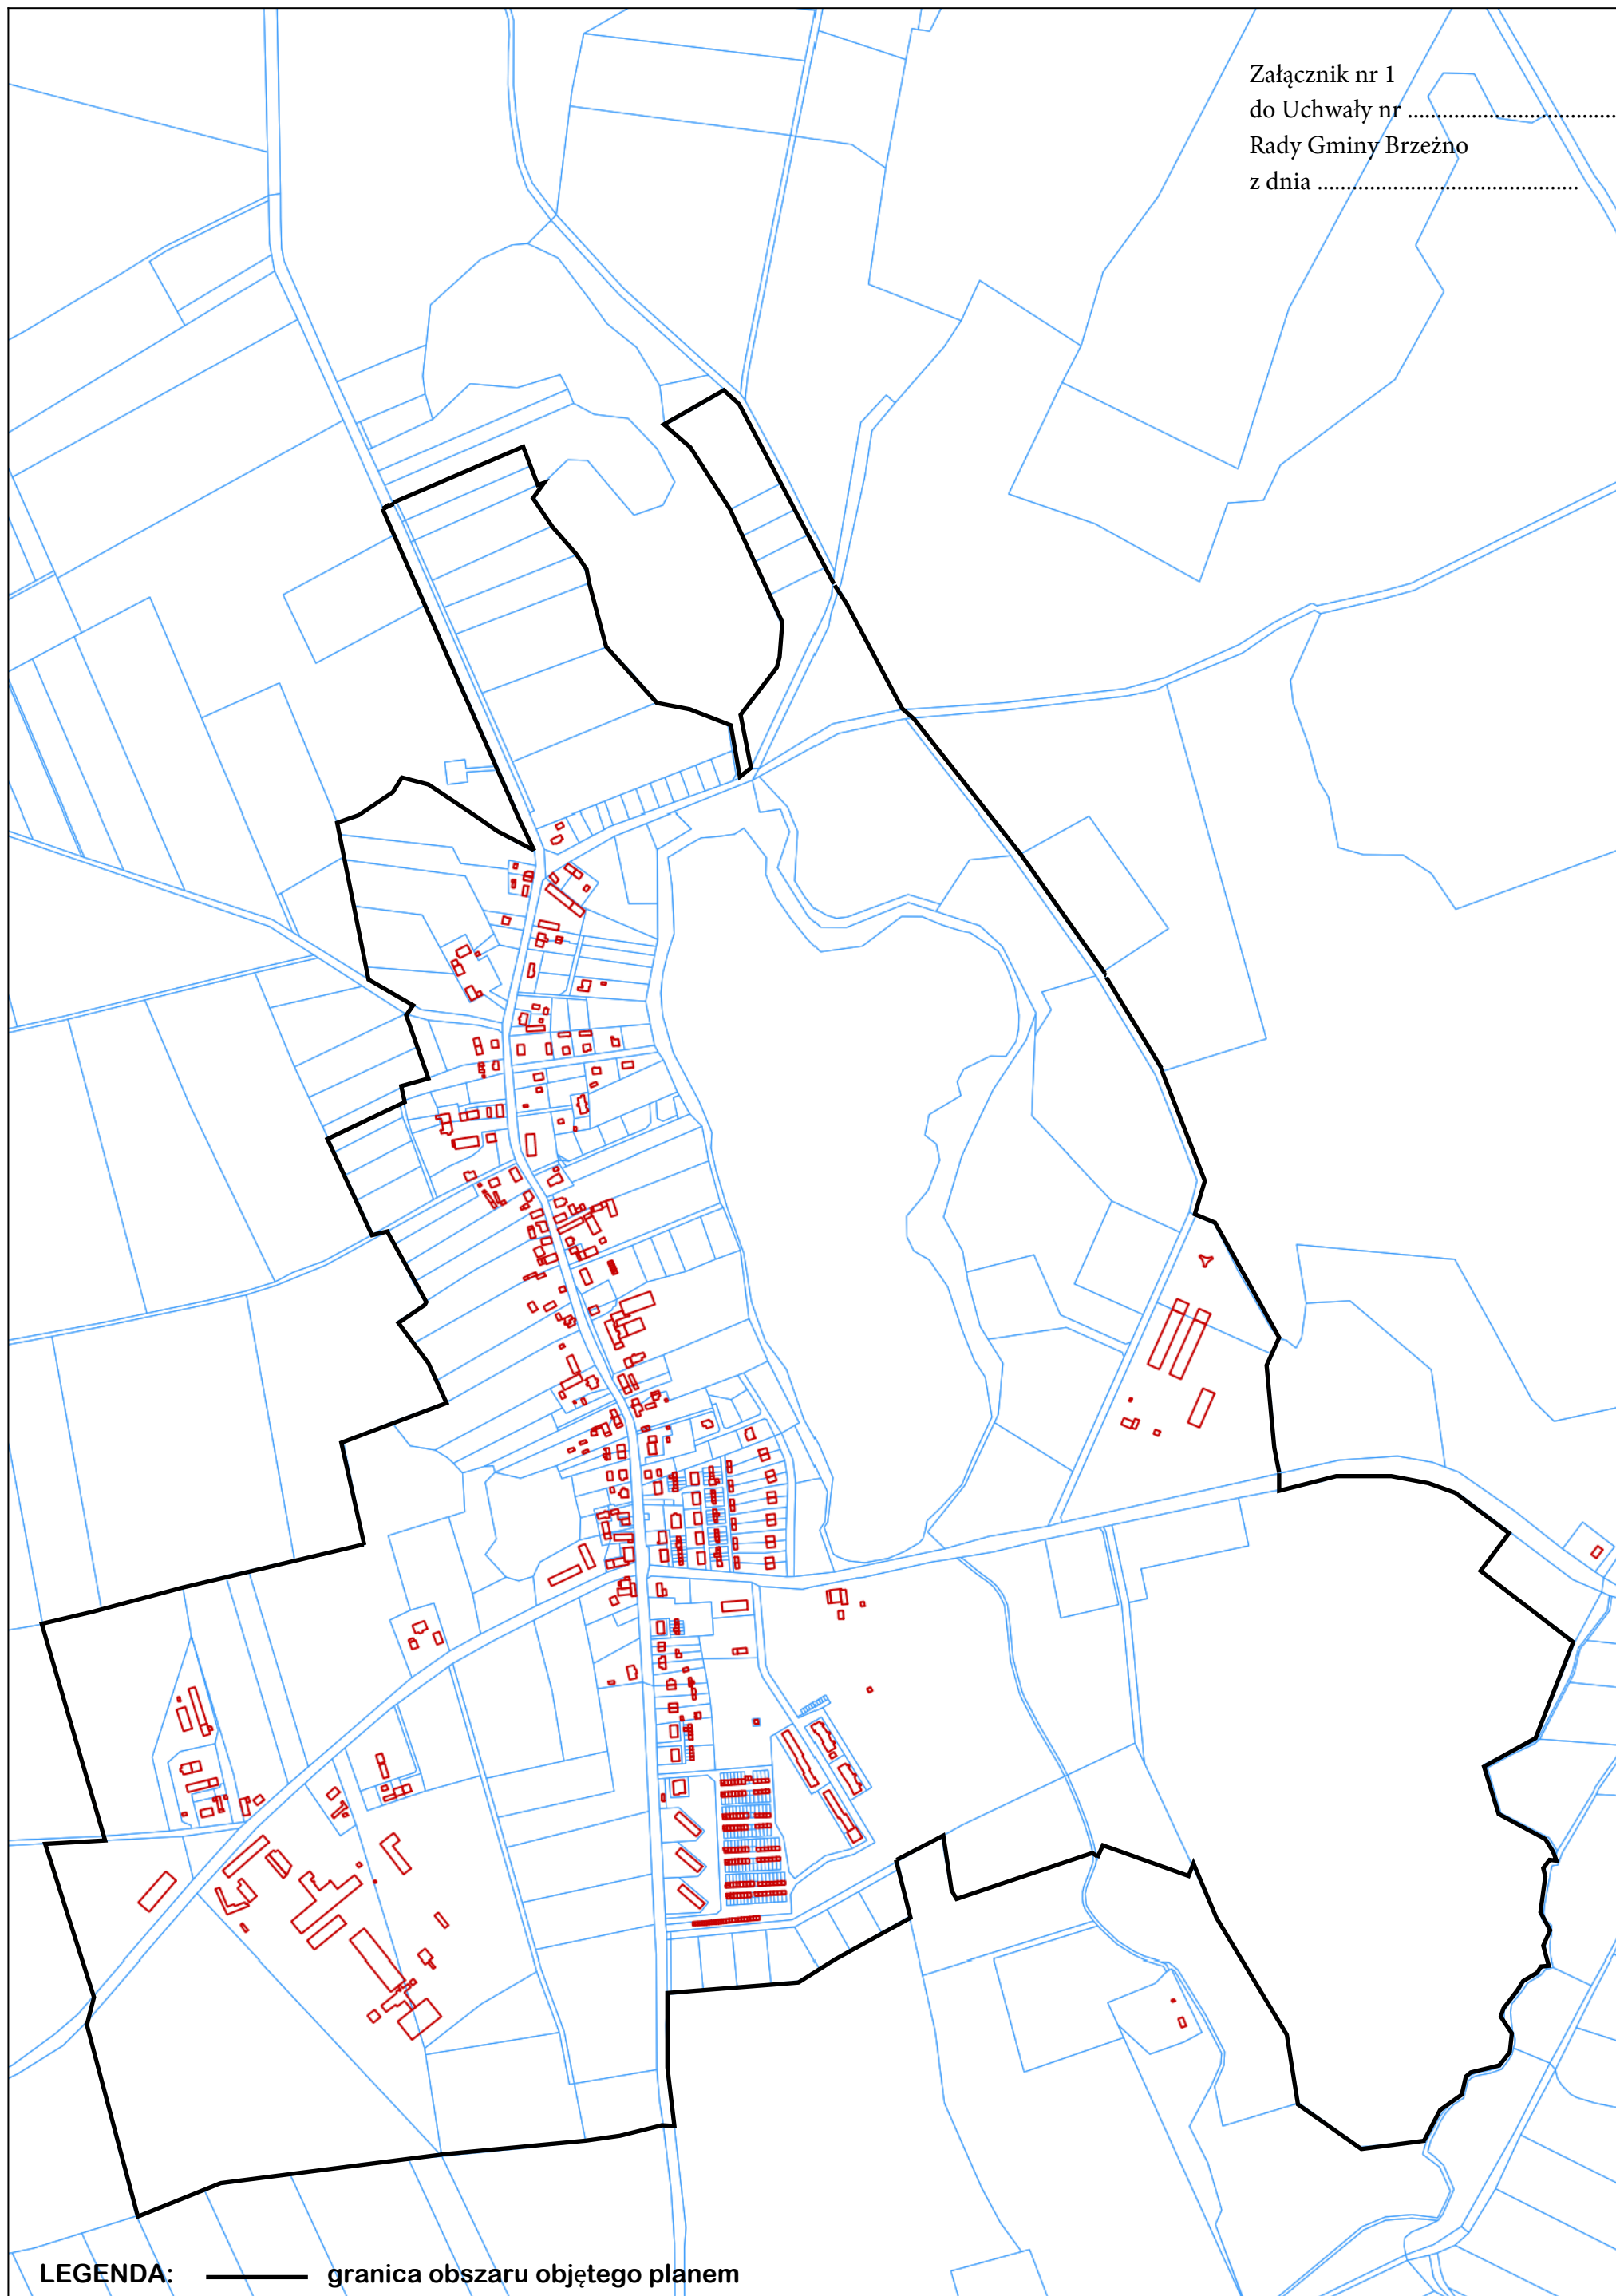 Załącznik nr 1
do Uchwały nr ....................................
Rady Gminy Brzeżno
z dnia .............................................
LEGENDA: granica obszaru objętego planem